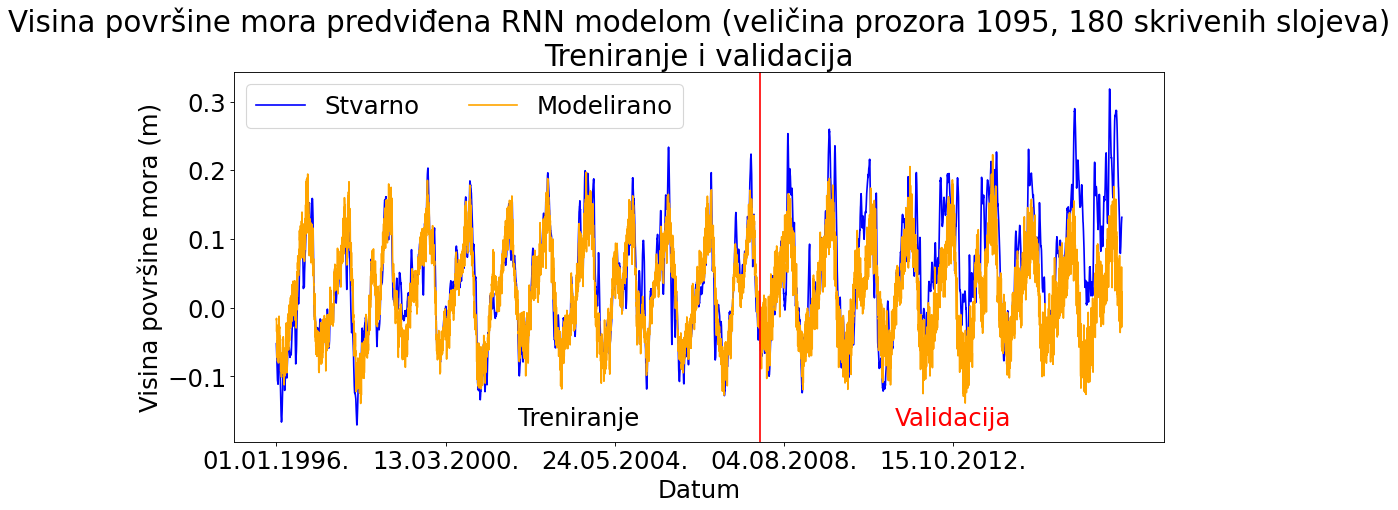 Visina površine mora predviđena RNN modelom (veličina prozora 1095, 180 skrivenih slojeva)
Treniranje i validacija
Stvarno Modelirano
Visina površine mora (m)
0.3
0.2
0.1
0.0
−0.1
Treniranje Validacija
01.01.1996. 13.03.2000. 24.05.2004. 04.08.2008. 15.10.2012.
Datum